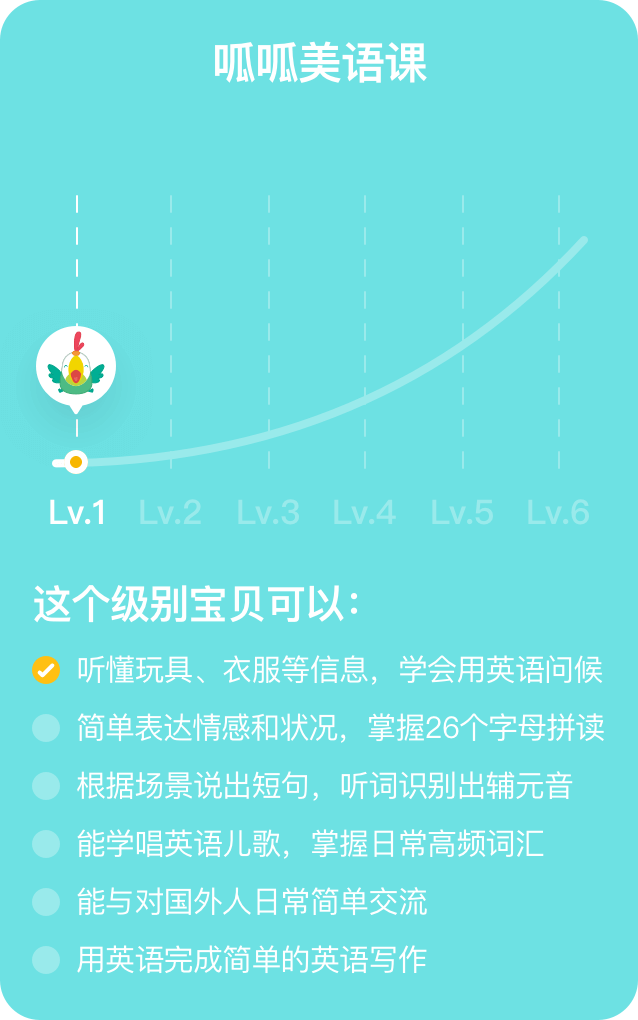 呱呱美语课
Lv.1 Lv.2 Lv.3 Lv.4 Lv.5 Lv.6
这个级别宝贝可以：
听懂玩具、衣服等信息，学会用英语问候
简单表达情感和状况，掌握26个字母拼读
根据场景说出短句，听词识别出辅元音
能学唱英语儿歌，掌握日常高频词汇
能与对国外人日常简单交流
用英语完成简单的英语写作